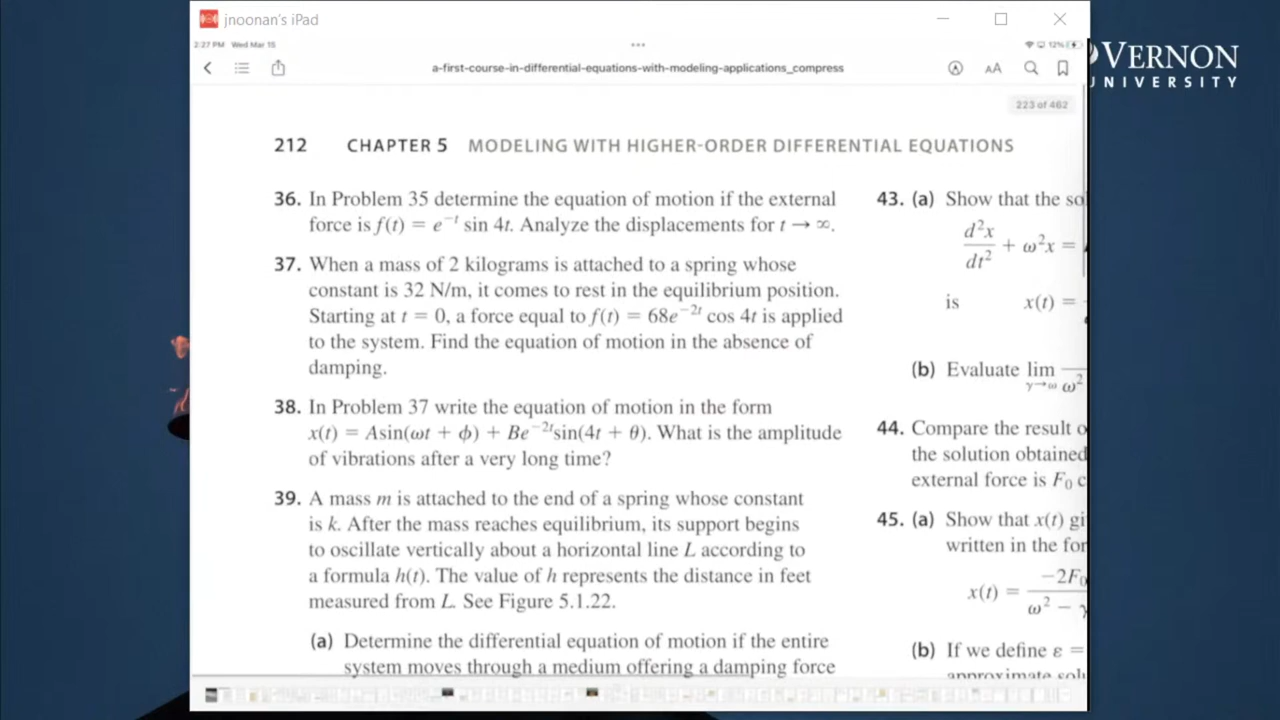 jnoonan's iPad
2:27 PM Wed Mar 15
12%
a-first-course-in-differential-equations-with-modeling-applications_compress
AA
VERNON
UNIVERSITY
223 of 462
212 CHAPTER 5 MODELING WITH HIGHER-ORDER DIFFERENTIAL EQUATIONS
36. In Problem 35 determine the equation of motion if the external
force is f(t) = e⁻ᵗ sin 4t. Analyze the displacements for t → ∞.
37. When a mass of 2 kilograms is attached to a spring whose
constant is 32 N/m, it comes to rest in the equilibrium position.
Starting at t = 0, a force equal to f(t) = 68e⁻²ᵗ cos 4t is applied
to the system. Find the equation of motion in the absence of
damping.
38. In Problem 37 write the equation of motion in the form
x(t) = Asin(ωt + ϕ) + Be⁻²ᵗsin(4t + θ). What is the amplitude
of vibrations after a very long time?
39. A mass m is attached to the end of a spring whose constant
is k. After the mass reaches equilibrium, its support begins
to oscillate vertically about a horizontal line L according to
a formula h(t). The value of h represents the distance in feet
measured from L. See Figure 5.1.22.
(a) Determine the differential equation of motion if the entire
system moves through a medium offering a damping force
43. (a) Show that the so
d²x
dt²
+ ω²x =
is x(t) =
(b) Evaluate lim
γ→ω ω²
44. Compare the result o
the solution obtained
external force is F₀ c
45. (a) Show that x(t) gi
written in the for
x(t) =
−2F₀
ω² −
(b) If we define ε =
approximate solu